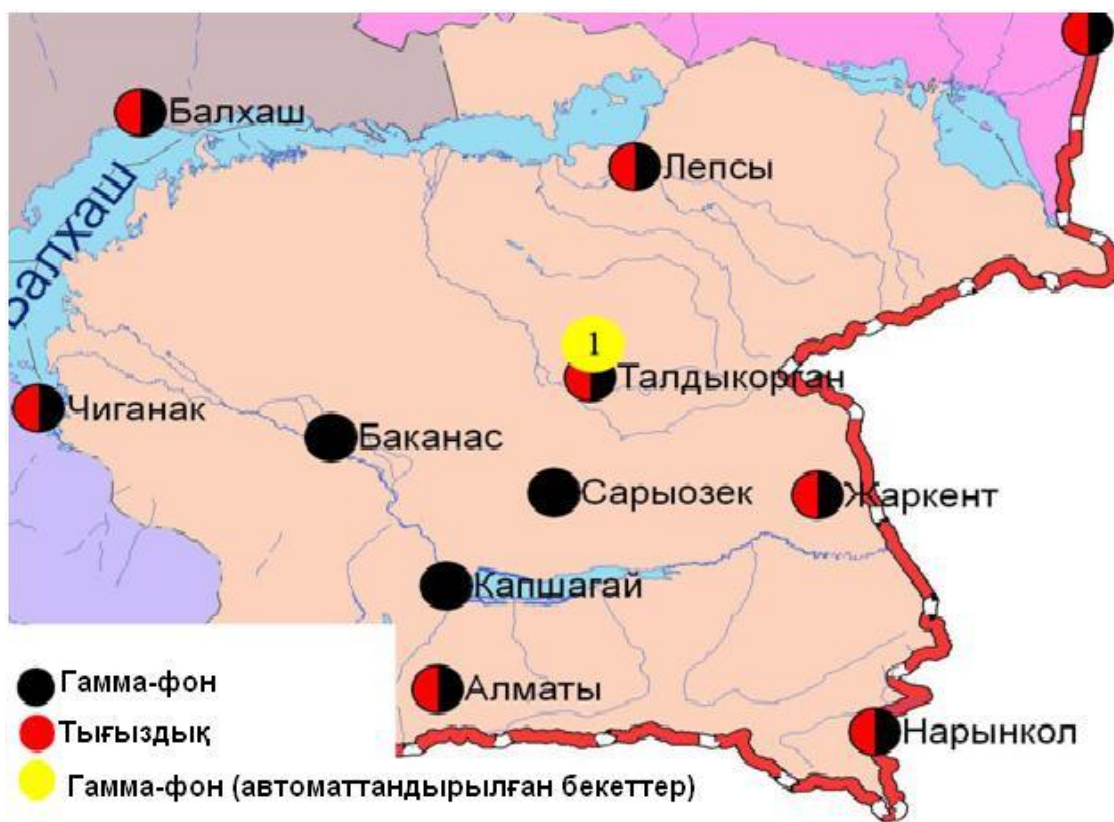 Балхаш
Лепсы
Балхаш
1
Талдыкорган
Чиганак
Баканас
Сарыозек
Жаркент
Капшагай
Алматы
Нарынкол
Гамма-фон
Тығыздық
Гамма-фон (автоматтандырылған бекеттер)